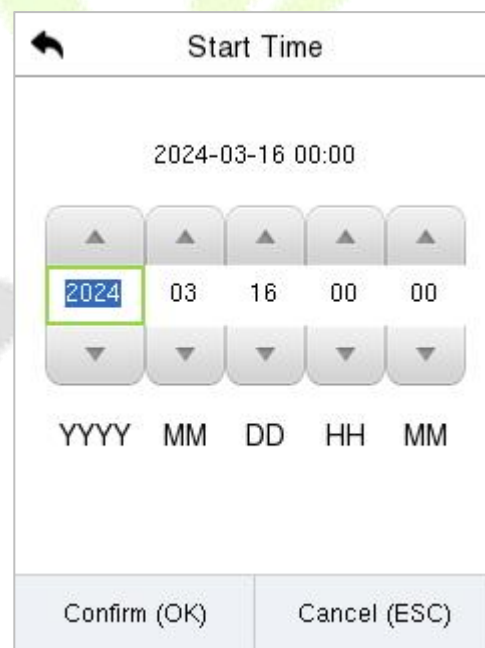 Start Time
2024-03-16 00:00
2024 03 16 00 00
YYYY MM DD HH MM
Confirm (OK) Cancel (ESC)